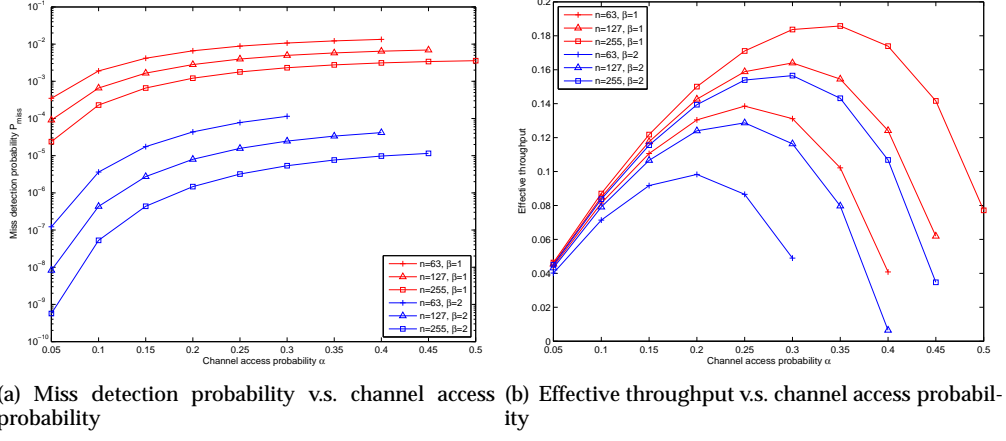 10⁻¹
10⁻²
10⁻³
10⁻⁴
10⁻⁵
10⁻⁶
10⁻⁷
10⁻⁸
10⁻⁹
10⁻¹⁰
Miss detection probability Pmiss
0.05 0.1 0.15 0.2 0.25 0.3 0.35 0.4 0.45 0.5
Channel access probability α
n=63, β=1
n=127, β=1
n=255, β=1
n=63, β=2
n=127, β=2
n=255, β=2
(a) Miss detection probability v.s. channel access
probability
0.2
0.18
0.16
0.14
0.12
0.1
0.08
0.06
0.04
0.02
0
Effective throughput
n=63, β=1
n=127, β=1
n=255, β=1
n=63, β=2
n=127, β=2
n=255, β=2
0.05 0.1 0.15 0.2 0.25 0.3 0.35 0.4 0.45 0.5
Channel access probability α
(b) Effective throughput v.s. channel access probabil-
ity